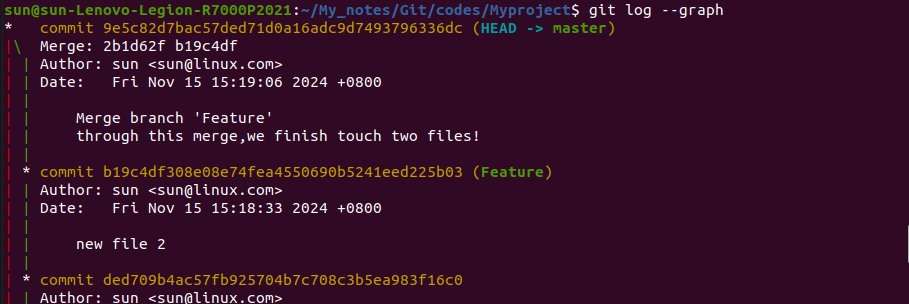 sun@sun-Lenovo-Legion-R7000P2021:~/My_notes/Git/codes/Myproject$ git log --graph
*   commit 9e5c82d7bac57ded71d0a16adc9d7493796336dc (HEAD -> master)
|\  Merge: 2b1d62f b19c4df
| | Author: sun <sun@linux.com>
| | Date:   Fri Nov 15 15:19:06 2024 +0800
| |
| |     Merge branch 'Feature'
| |     through this merge,we finish touch two files!
| |
| * commit b19c4df308e08e74fea4550690b5241eed225b03 (Feature)
| | Author: sun <sun@linux.com>
| | Date:   Fri Nov 15 15:18:33 2024 +0800
| |
| |     new file 2
| |
| * commit ded709b4ac57fb925704b7c708c3b5ea983f16c0
| | Author: sun <sun@linux.com>